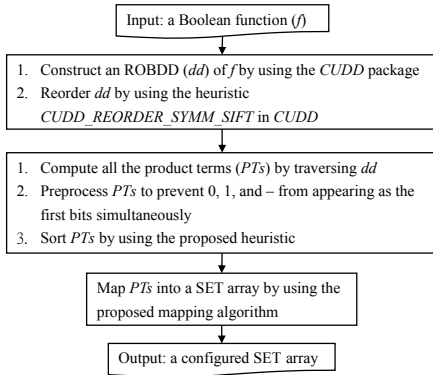 Input: a Boolean function (f)
1. Construct an ROBDD (dd) of f by using the CUDD package
2. Reorder dd by using the heuristic
CUDD_REORDER_SYMM_SIFT in CUDD
1. Compute all the product terms (PTs) by traversing dd
2. Preprocess PTs to prevent 0, 1, and – from appearing as the
first bits simultaneously
3. Sort PTs by using the proposed heuristic
Map PTs into a SET array by using the
proposed mapping algorithm
Output: a configured SET array